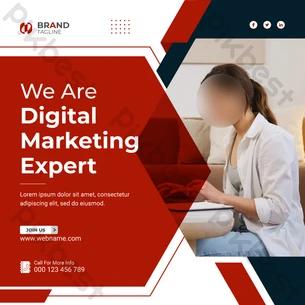 BRAND
TAGLINE
We Are
Digital
Marketing
Expert
Lorem ipsum dolor sit amet, consectetur
adipiscing elit, sed do eiusmod tempor
JOIN US
www.webname.com
Call For More Info
000 123 456 789
pikbest